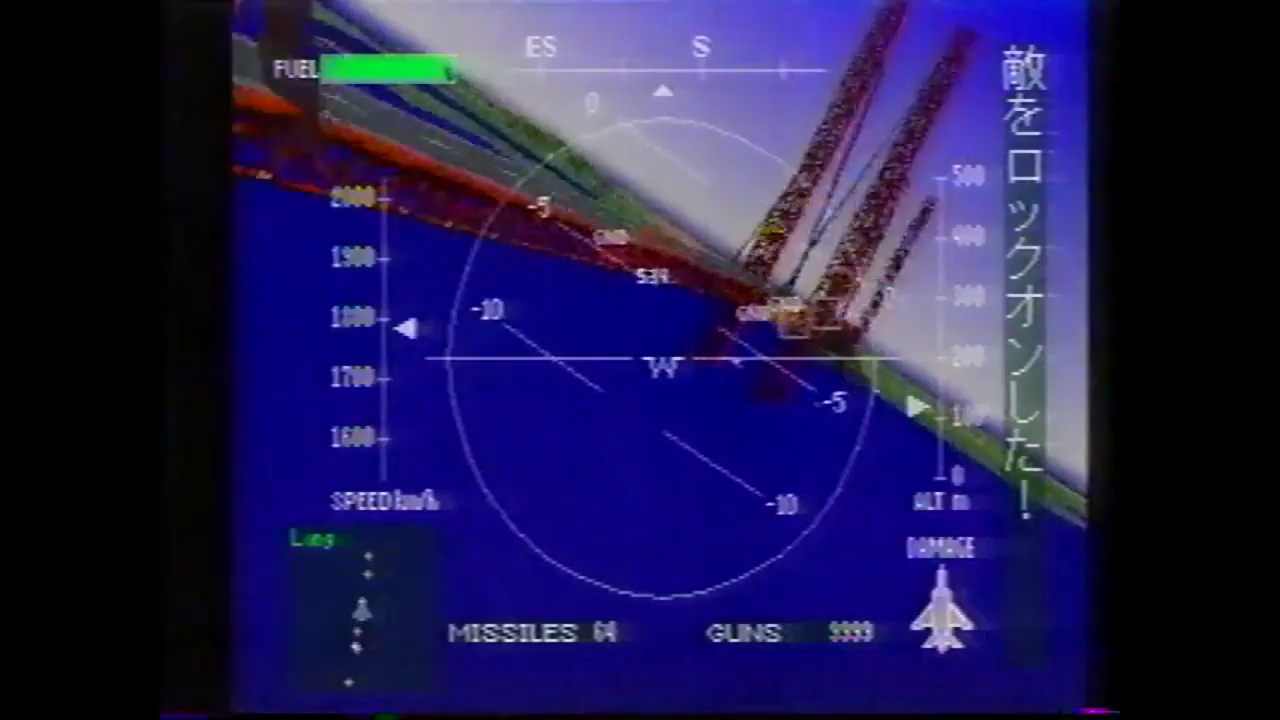 ES S
FUEL
0
2000
1900
1800
1700
1600
SPEED km/h
-5
-10
534
W
-5
-10
500
400
300
200
100
0
ALT m
敵をロックオンした！
DAMAGE
MISSILES 64
GUNS 9999